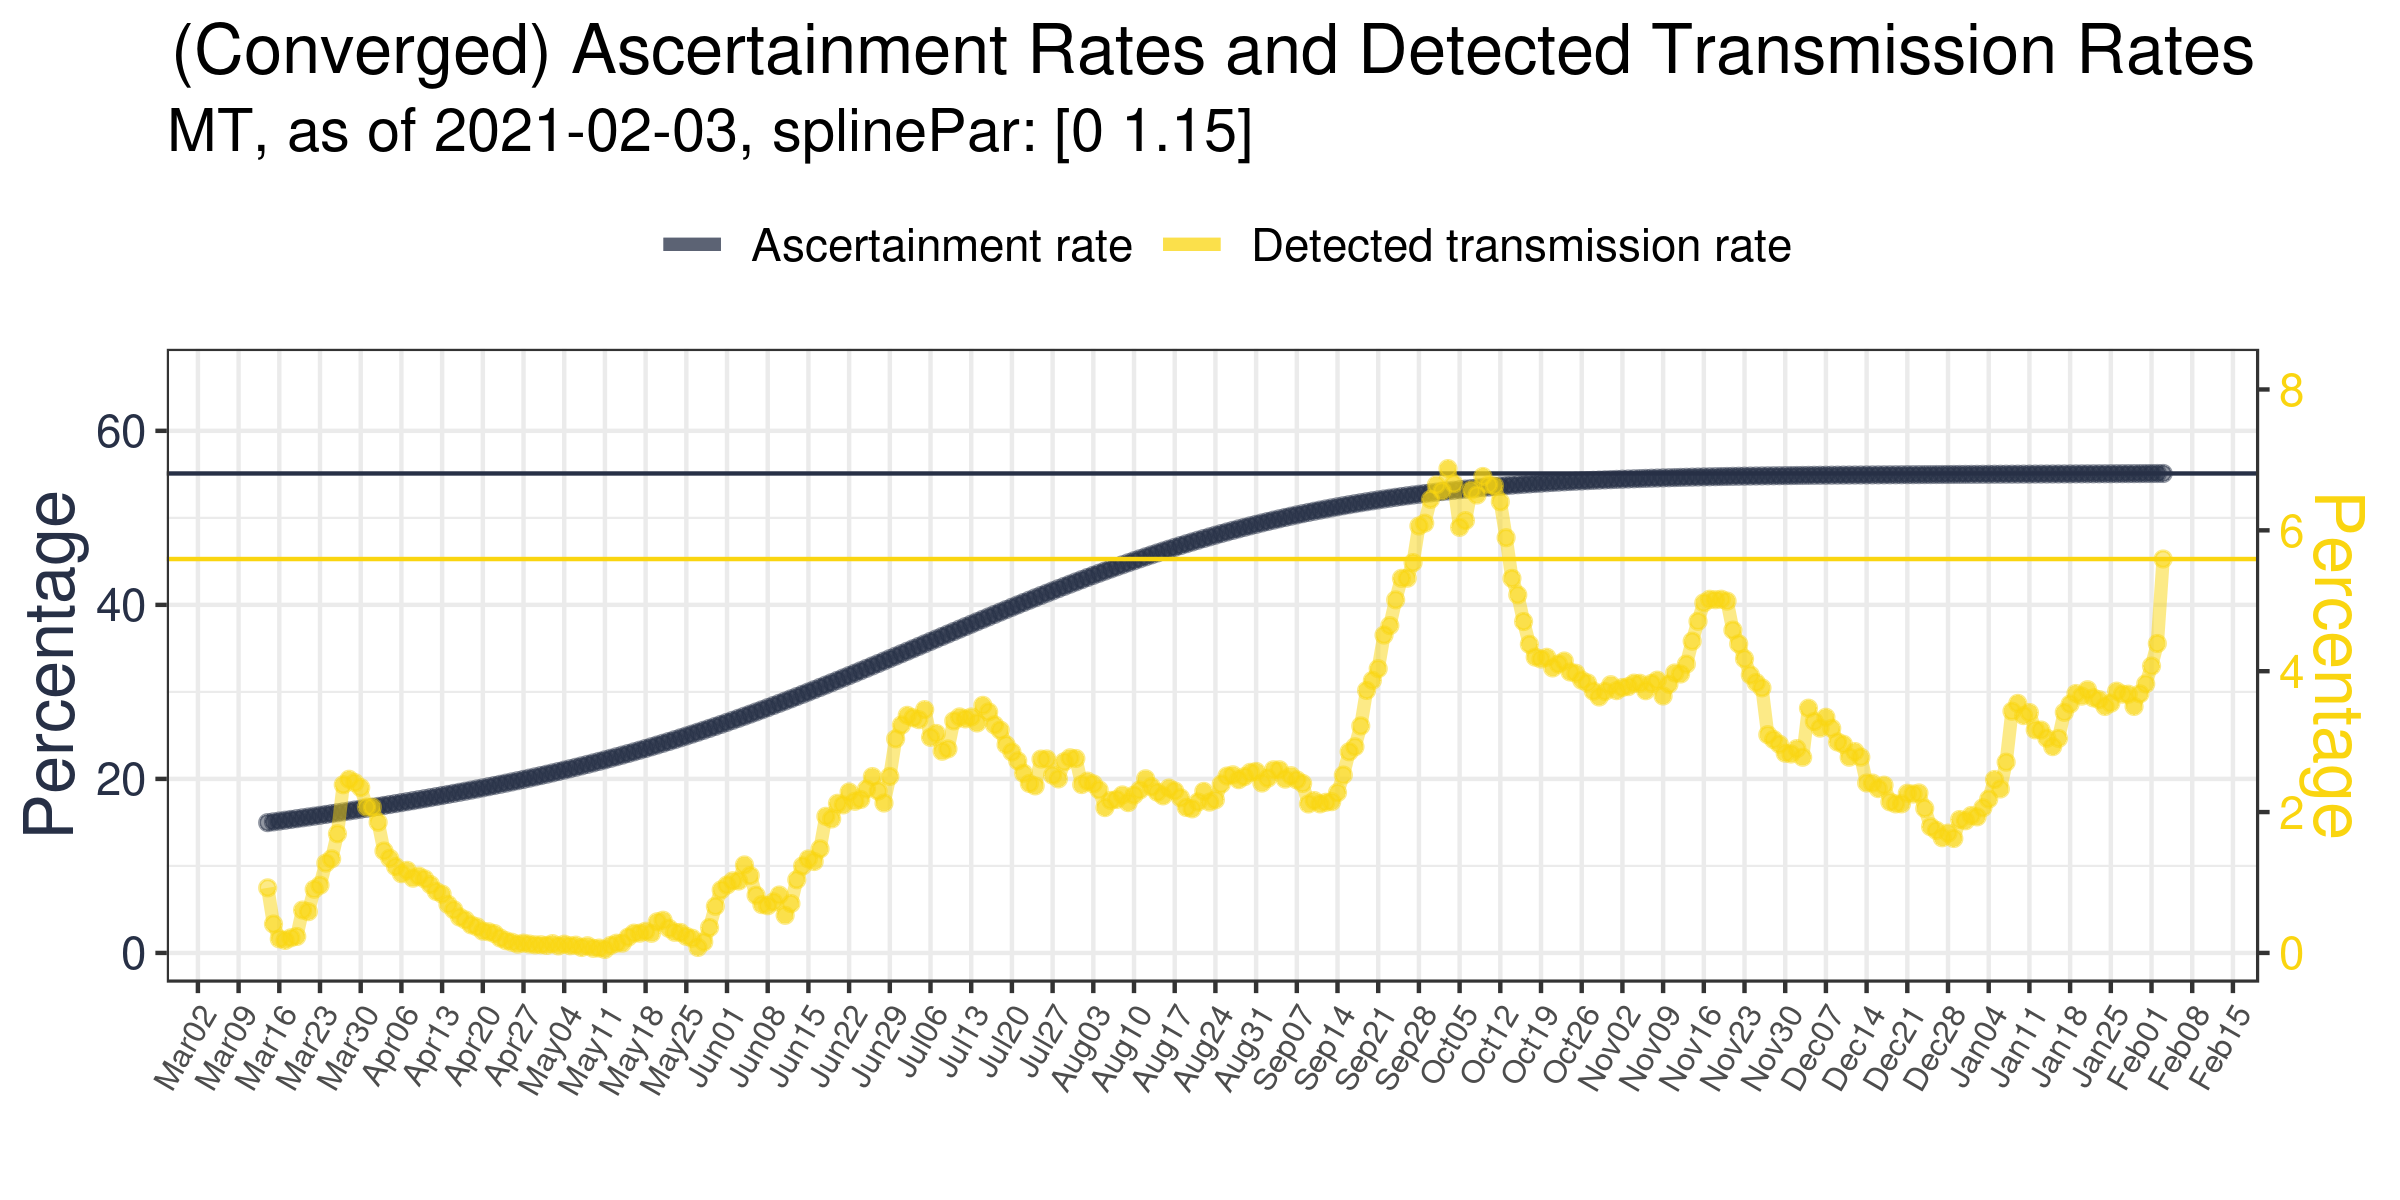 (Converged) Ascertainment Rates and Detected Transmission Rates
MT, as of 2021-02-03, splinePar: [0 1.15]
Ascertainment rate
Detected transmission rate
Percentage
60
40
20
0
8
6
4
2
0
Percentage
Mar02
Mar09
Mar16
Mar23
Mar30
Apr06
Apr13
Apr20
Apr27
May04
May11
May18
May25
Jun01
Jun08
Jun15
Jun22
Jun29
Jul06
Jul13
Jul20
Jul27
Aug03
Aug10
Aug17
Aug24
Aug31
Sep07
Sep14
Sep21
Sep28
Oct05
Oct12
Oct19
Oct26
Nov02
Nov09
Nov16
Nov23
Nov30
Dec07
Dec14
Dec21
Dec28
Jan04
Jan11
Jan18
Jan25
Feb01
Feb08
Feb15